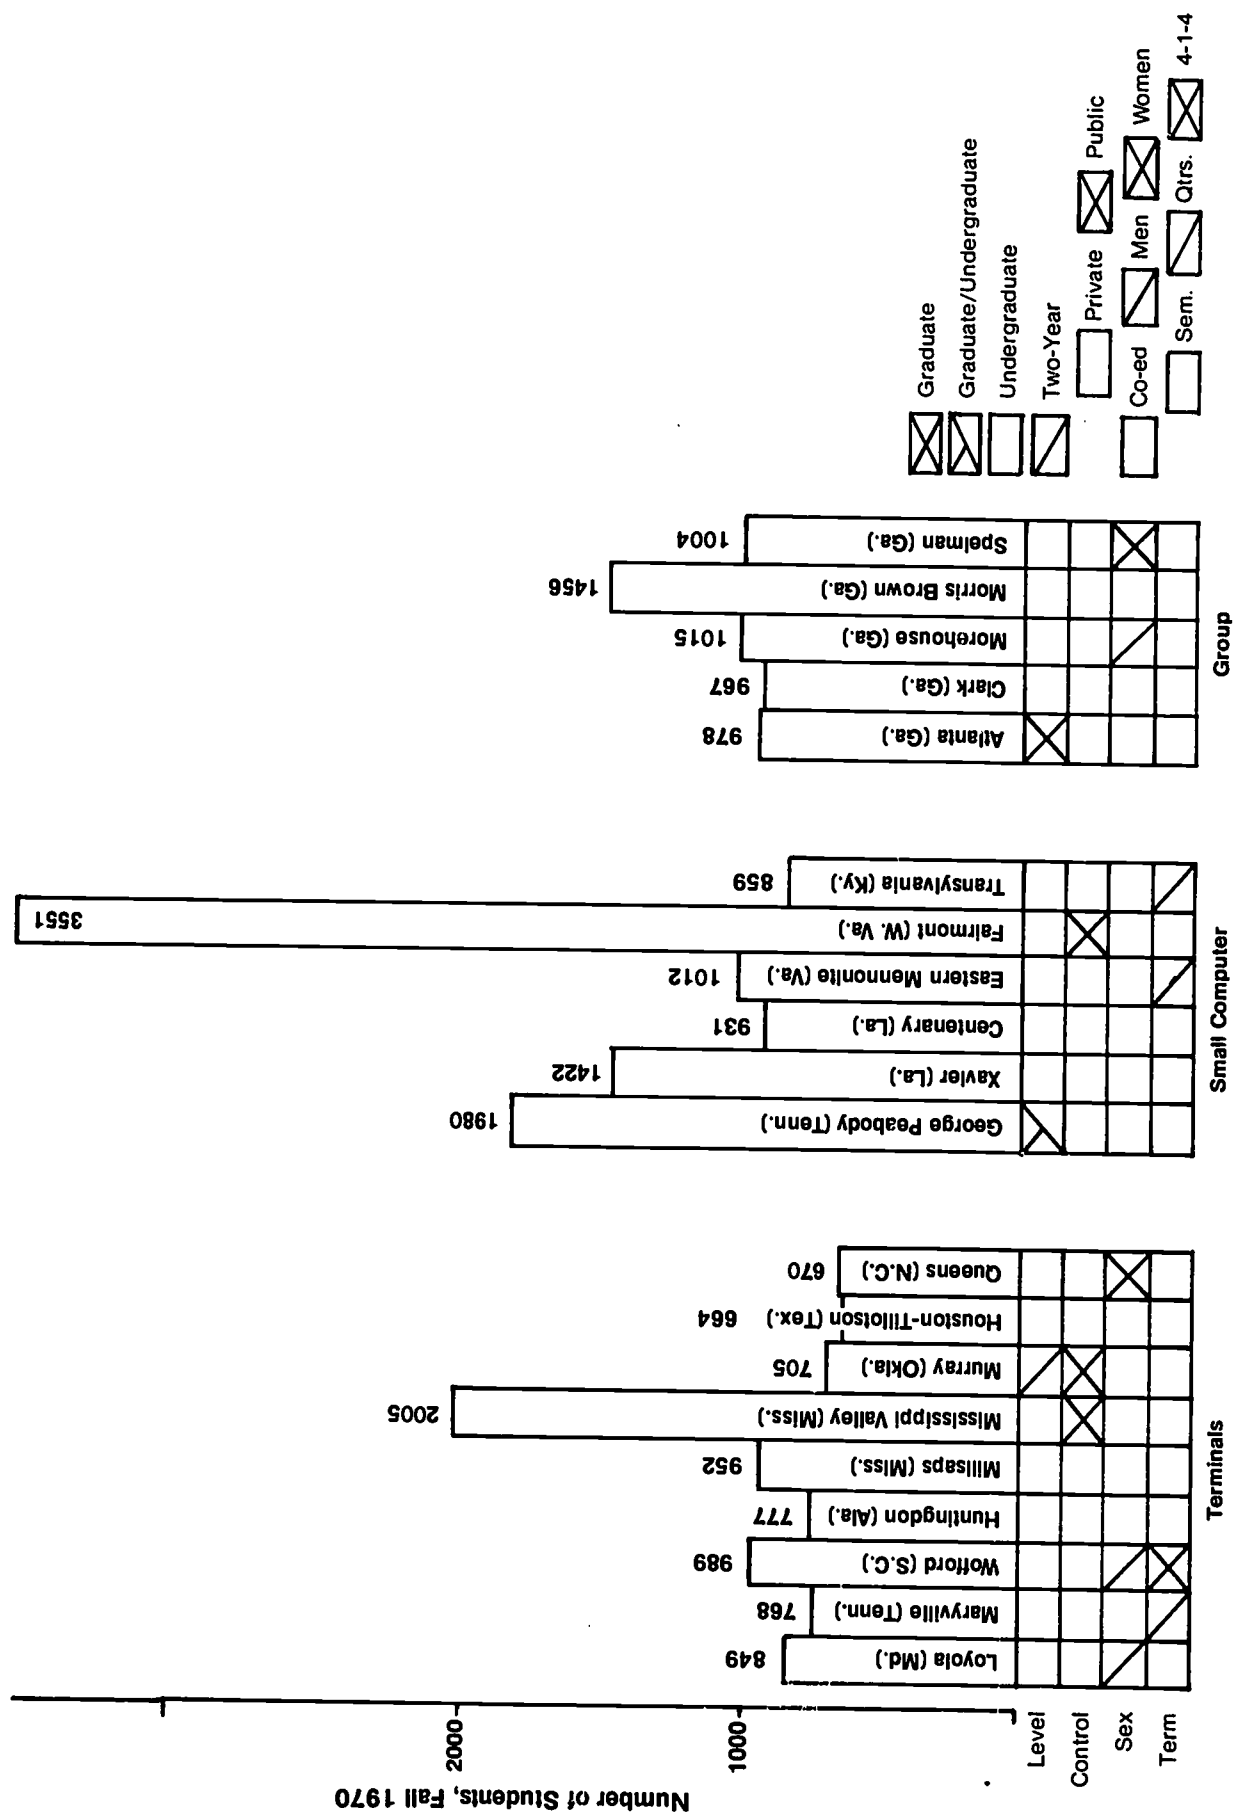 Number of Students, Fall 1970
2000
1000
849
768
989
777
952
2005
705
664
670
1980
1422
931
1012
3551
859
978
967
1015
1456
1004
Loyola (Md.)
Maryville (Tenn.)
Wofford (S.C.)
Huntingdon (Ala.)
Millsaps (Miss.)
Mississippi Valley (Miss.)
Murray (Okla.)
Houston-Tillotson (Tex.)
Queens (N.C.)
George Peabody (Tenn.)
Xavier (La.)
Centenary (La.)
Eastern Mennonite (Va.)
Fairmont (W. Va.)
Transylvania (Ky.)
Atlanta (Ga.)
Clark (Ga.)
Morehouse (Ga.)
Morris Brown (Ga.)
Spelman (Ga.)
Level
Control
Sex
Term
Terminals
Small Computer
Group
Graduate
Graduate/Undergraduate
Undergraduate
Two-Year
Private Public
Co-ed Men Women
Sem. Qtrs. 4-1-4